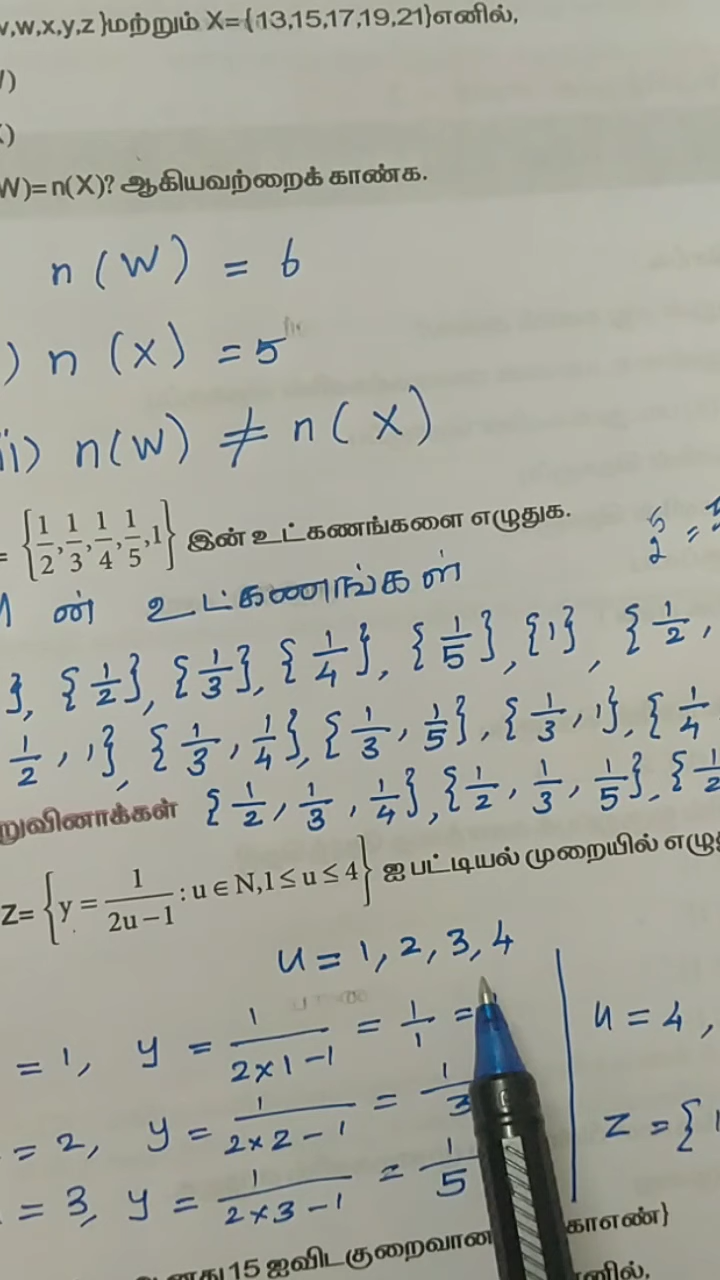 v,w,x,y,z }மற்றும் X={13,15,17,19,21}எனில்,
W)= n(X)? ஆகியவற்றைக் காண்க.
n (W) = 6
) n (X) = 5
ii) n(W) ≠ n(X)
= {1/2, 1/3, 1/4, 1/5, 1} இன் உட்கணங்களை எழுதுக.
ன் உட்கணங்கள்
}, {1/2}, {1/3}, {1/4}, {1/5}, {1}, {1/2,
1/2, 1}, {1/3, 1/4}, {1/3, 1/5}, {1/3, 1}, {1/4
றுவினாக்கள் {1/2, 1/3, 1/4}, {1/2, 1/3, 1/5}, {1/2
Z= {y = 1/(2u−1) : u ∈ N, 1 ≤ u ≤ 4} ஐ பட்டியல் முறையில் எழு
u = 1, 2, 3, 4
= 1, y = 1/(2×1−1) = 1/1 =
= 2, y = 1/(2×2−1) = 1/3
= 3, y = 1/(2×3−1) = 1/5
u = 4,
Z = {1
15 ஐவிட குறைவான காஎண்}
னில்,